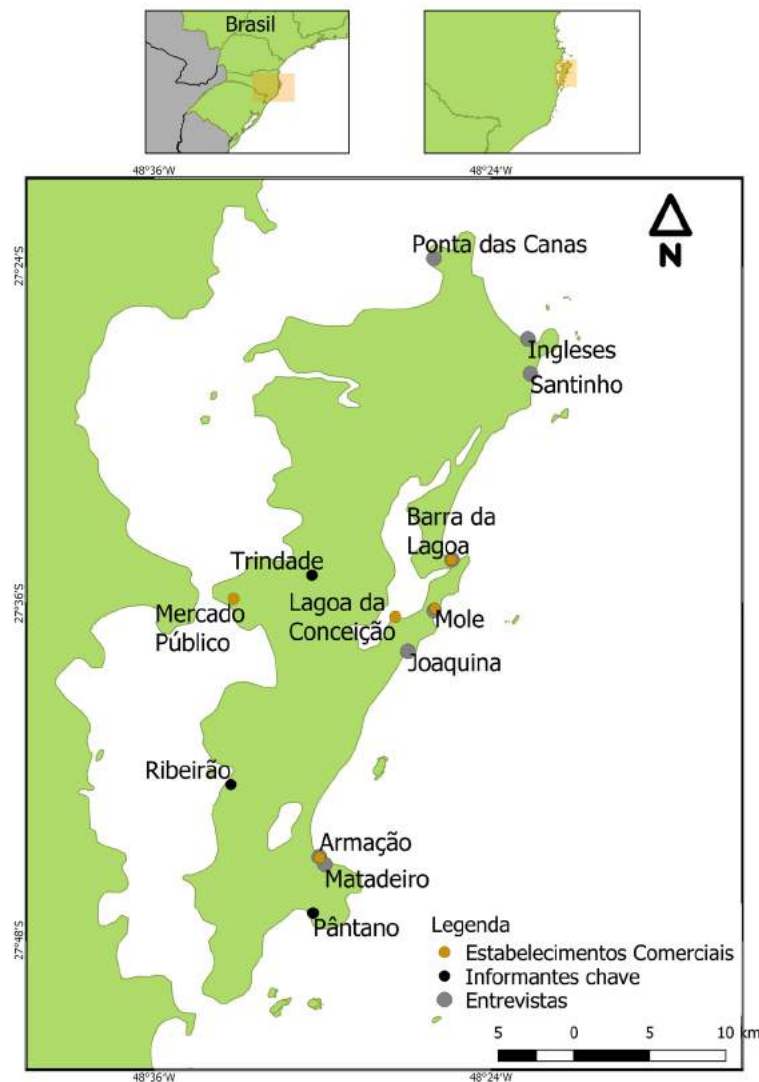 Brasil
48°36'W
48°24'W
N
27°24'S
Ponta das Canas
Ingleses
Santinho
Barra da
Lagoa
Trindade
27°36'S
Mercado
Público
Lagoa da
Conceição
Mole
Joaquina
Ribeirão
Armação
Matadeiro
Pântano
27°48'S
Legenda
Estabelecimentos Comerciais
Informantes chave
Entrevistas
5 0 5 10 km
48°36'W
48°24'W